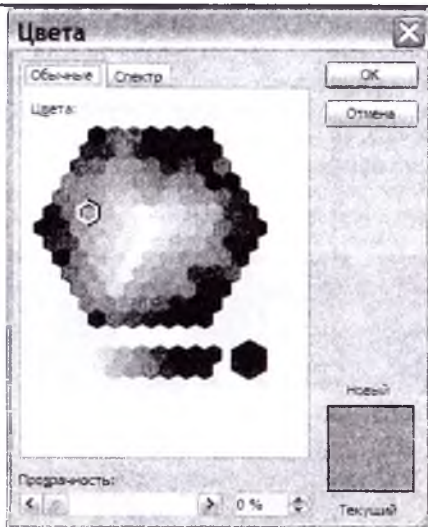 Цвета
Обычные Спектр
OK
Цвета:
Отмена
Новый
Прозрачность:
0 %
Текущий